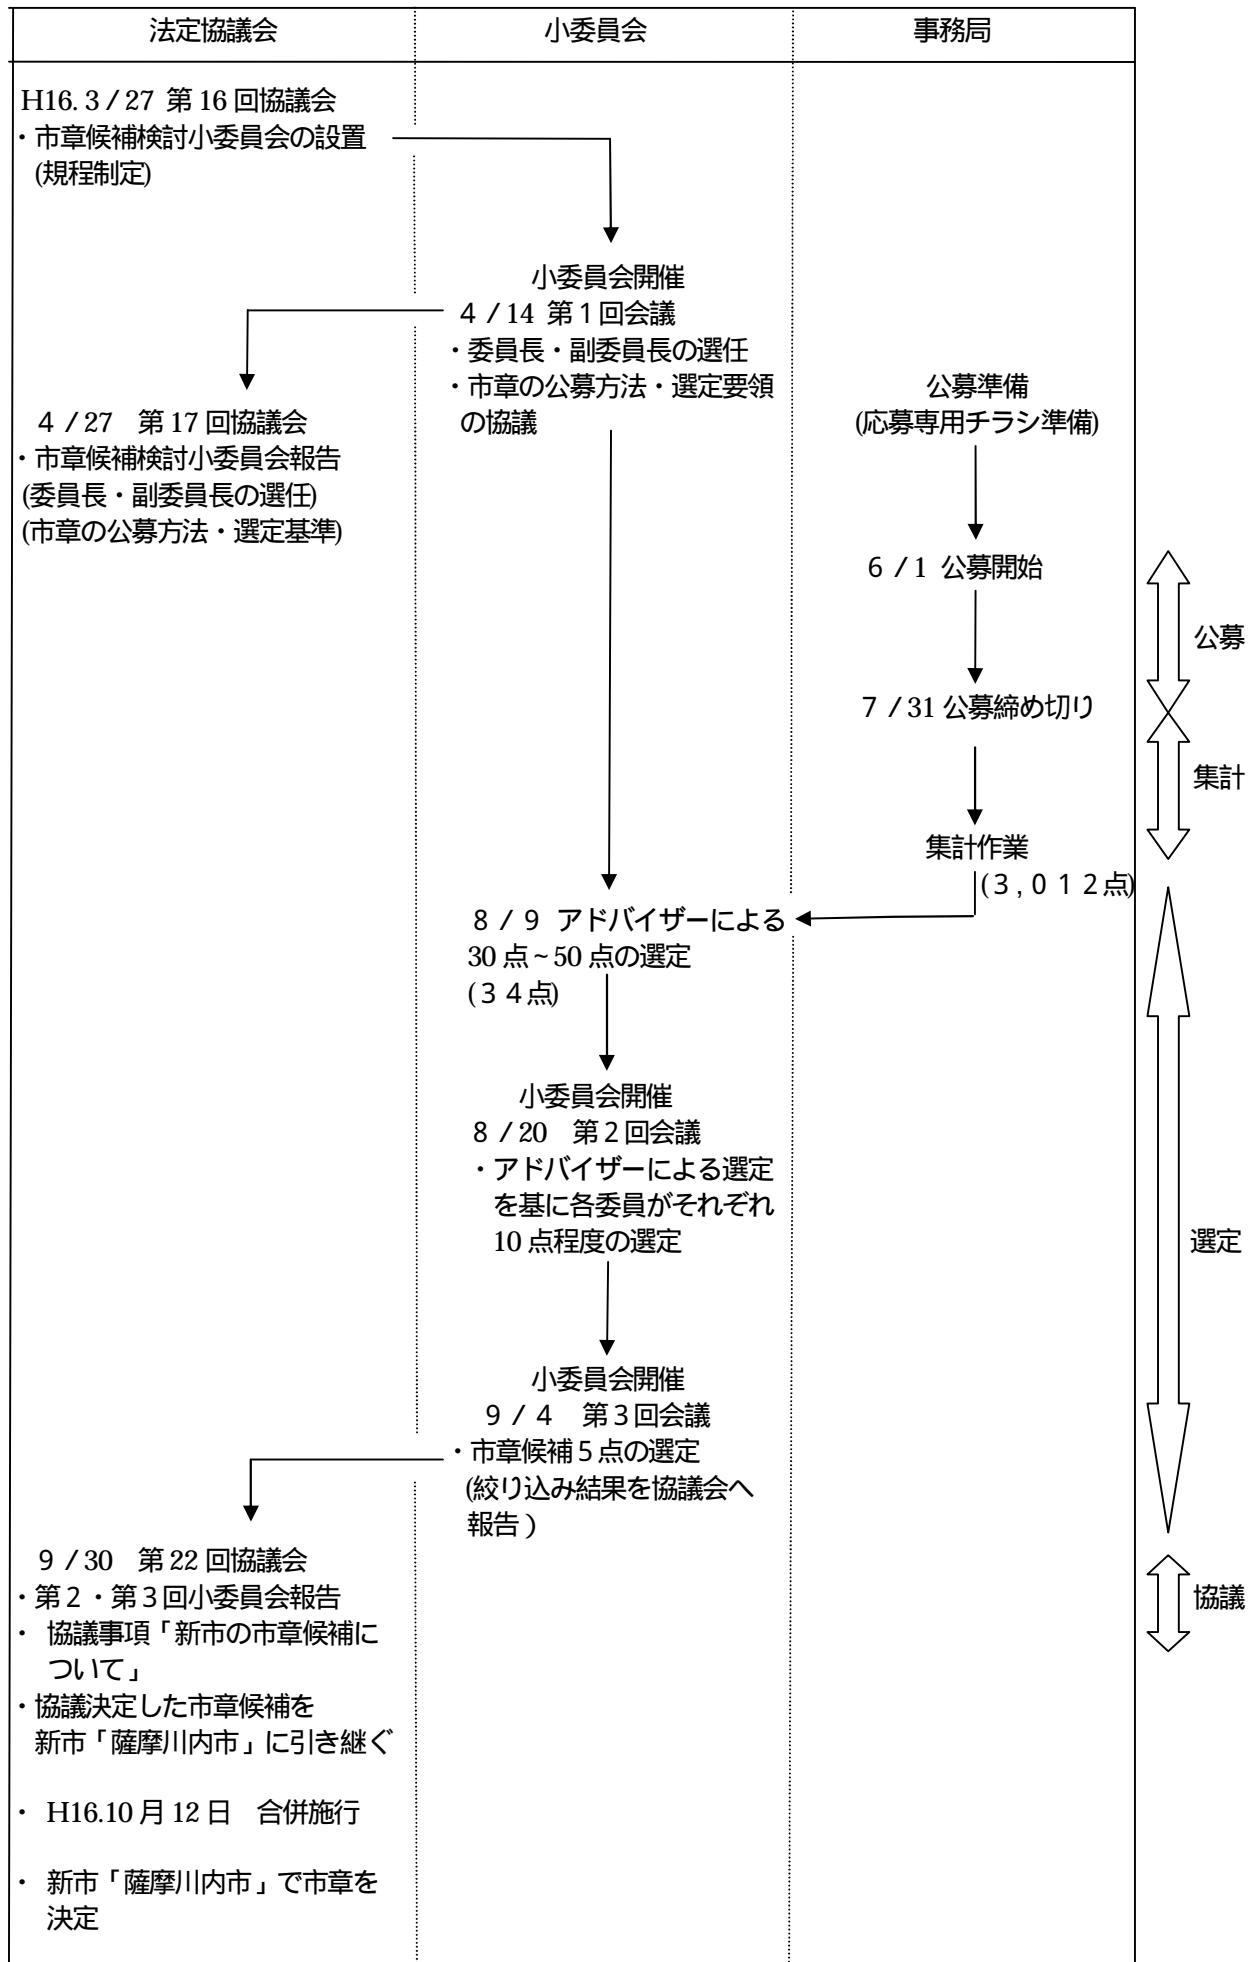 法定協議会
小委員会
事務局
H16. 3／27 第 16 回協議会
・市章候補検討小委員会の設置
(規程制定)
小委員会開催
4／14 第1回会議
・委員長・副委員長の選任
・市章の公募方法・選定要領
の協議
4／27　第 17 回協議会
・市章候補検討小委員会報告
(委員長・副委員長の選任)
(市章の公募方法・選定基準)
公募準備
(応募専用チラシ準備)
6／1 公募開始
7／31 公募締め切り
集計作業
(３,０１２点)
8／9 アドバイザーによる
30 点～50 点の選定
(３４点)
小委員会開催
8／20　第2回会議
・アドバイザーによる選定
を基に各委員がそれぞれ
10 点程度の選定
小委員会開催
9／4　第3回会議
・市章候補5点の選定
(絞り込み結果を協議会へ
報告）
9／30　第 22 回協議会
・第2・第3回小委員会報告
・ 協議事項「新市の市章候補に
ついて」
・協議決定した市章候補を
新市「薩摩川内市」に引き継ぐ
・ H16.10 月 12 日　合併施行
・ 新市「薩摩川内市」で市章を
決定
公募
集計
選定
協議